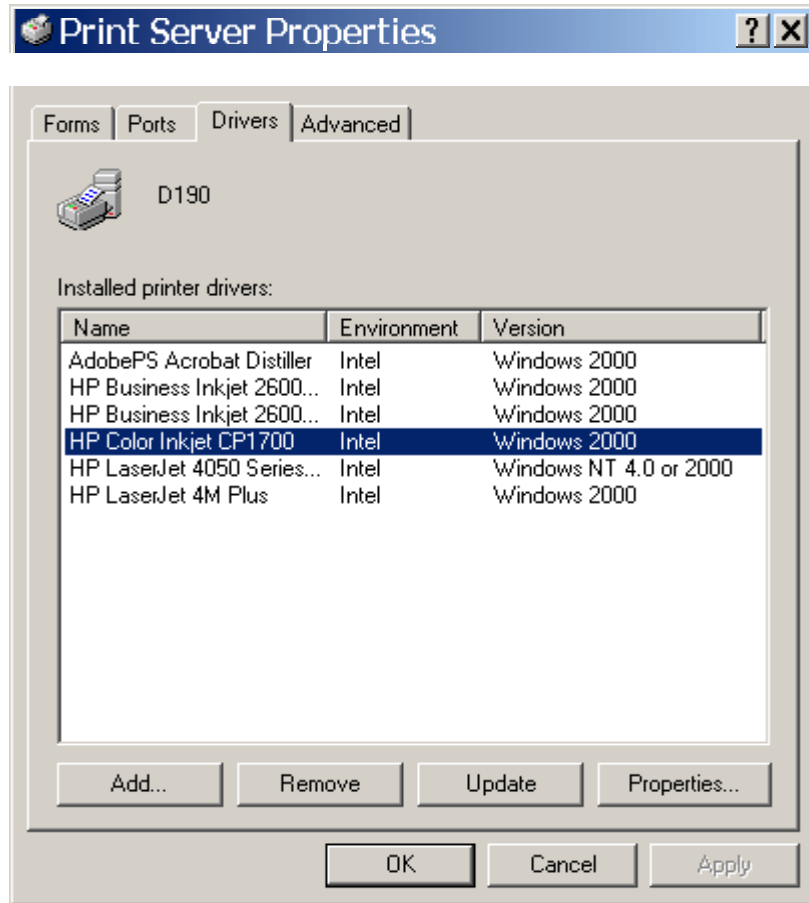 Print Server Properties ? X
Forms Ports Drivers Advanced
D190
Installed printer drivers:
Name Environment Version
AdobePS Acrobat Distiller Intel Windows 2000
HP Business Inkjet 2600... Intel Windows 2000
HP Business Inkjet 2600... Intel Windows 2000
HP Color Inkjet CP1700 Intel Windows 2000
HP LaserJet 4050 Series... Intel Windows NT 4.0 or 2000
HP LaserJet 4M Plus Intel Windows 2000
Add... Remove Update Properties...
OK Cancel Apply